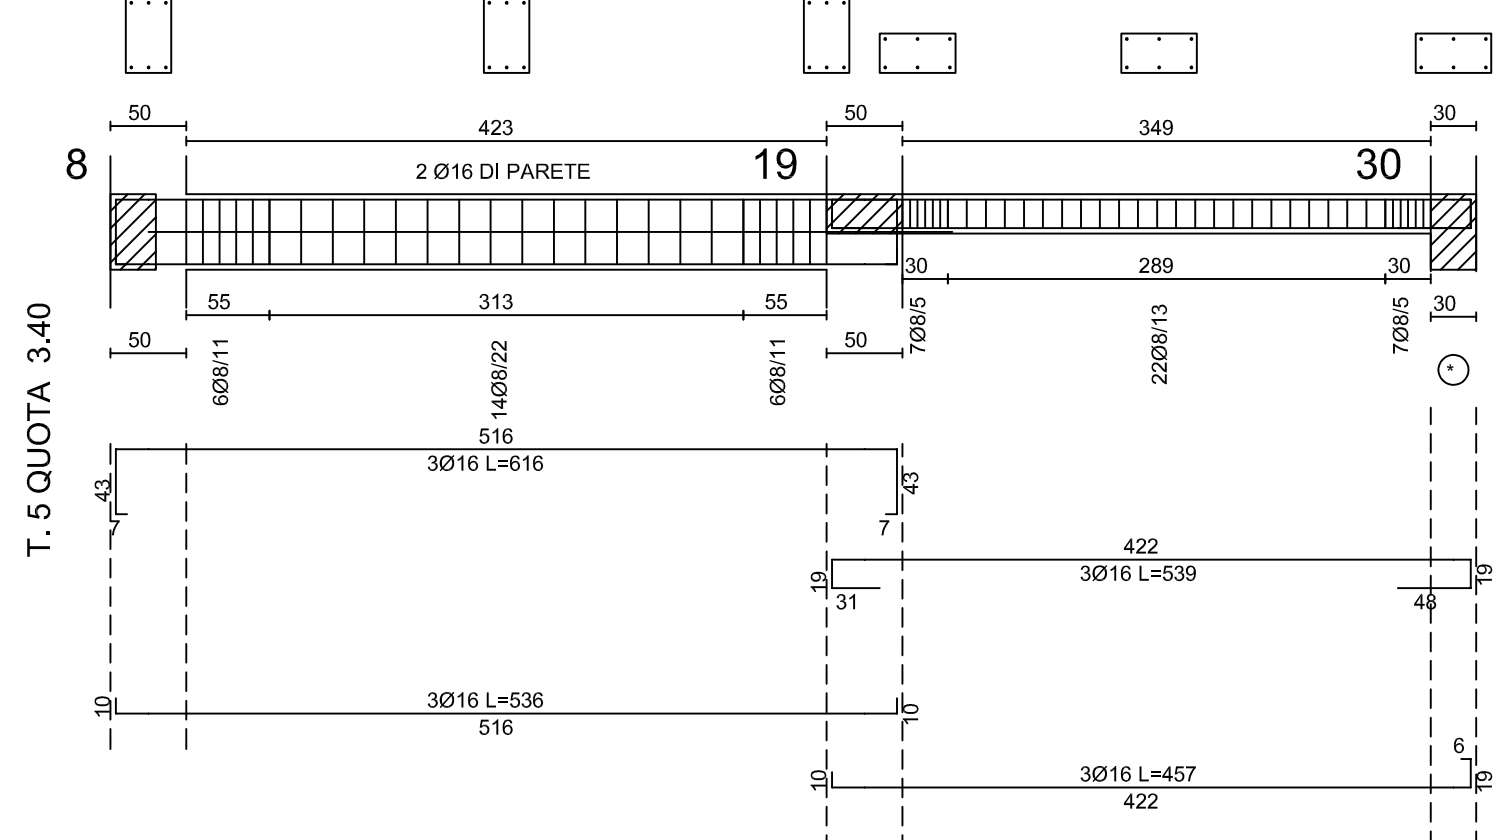 50
50
30
423
349
8
2 Ø16 DI PARETE
19
30
30
289
30
55
313
55
30
50
50
6Ø8/11
14Ø8/22
6Ø8/11
7Ø8/5
22Ø8/13
7Ø8/5
*
T. 5 QUOTA 3.40
516
3Ø16 L=616
43
43
7
7
422
3Ø16 L=539
19
19
31
48
3Ø16 L=536
516
10
10
6
3Ø16 L=457
422
10
19